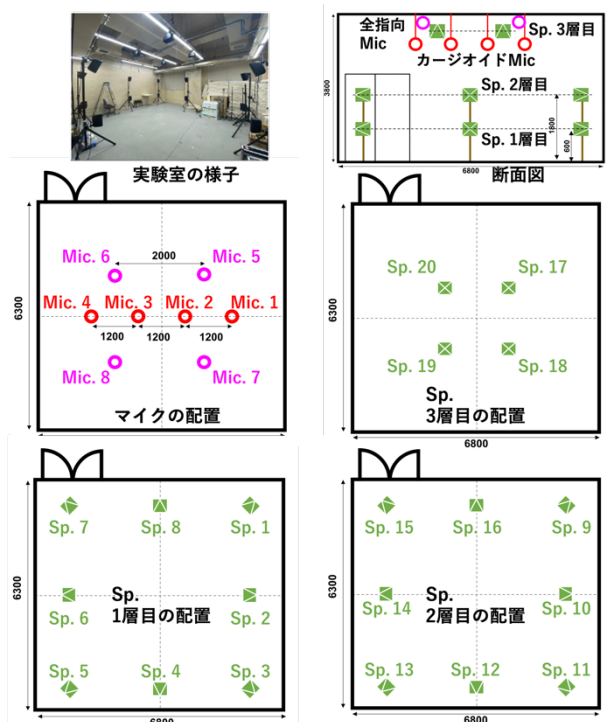 全指向
Mic
Sp. 3層目
カージオイドMic
Sp. 2層目
Sp. 1層目
3800
1800
600
6800
実験室の様子
断面図
Mic. 6
2000
Mic. 5
Mic. 4
Mic. 3
Mic. 2
Mic. 1
1200
1200
1200
6300
Mic. 8
Mic. 7
マイクの配置
6800
Sp. 20
Sp. 17
6300
Sp. 19
Sp. 18
Sp.
3層目の配置
6800
Sp. 7
Sp. 8
Sp. 1
6300
Sp.
1層目の配置
Sp. 6
Sp. 2
Sp. 5
Sp. 4
Sp. 3
6800
Sp. 15
Sp. 16
Sp. 9
6300
Sp.
2層目の配置
Sp. 14
Sp. 10
Sp. 13
Sp. 12
Sp. 11
6800